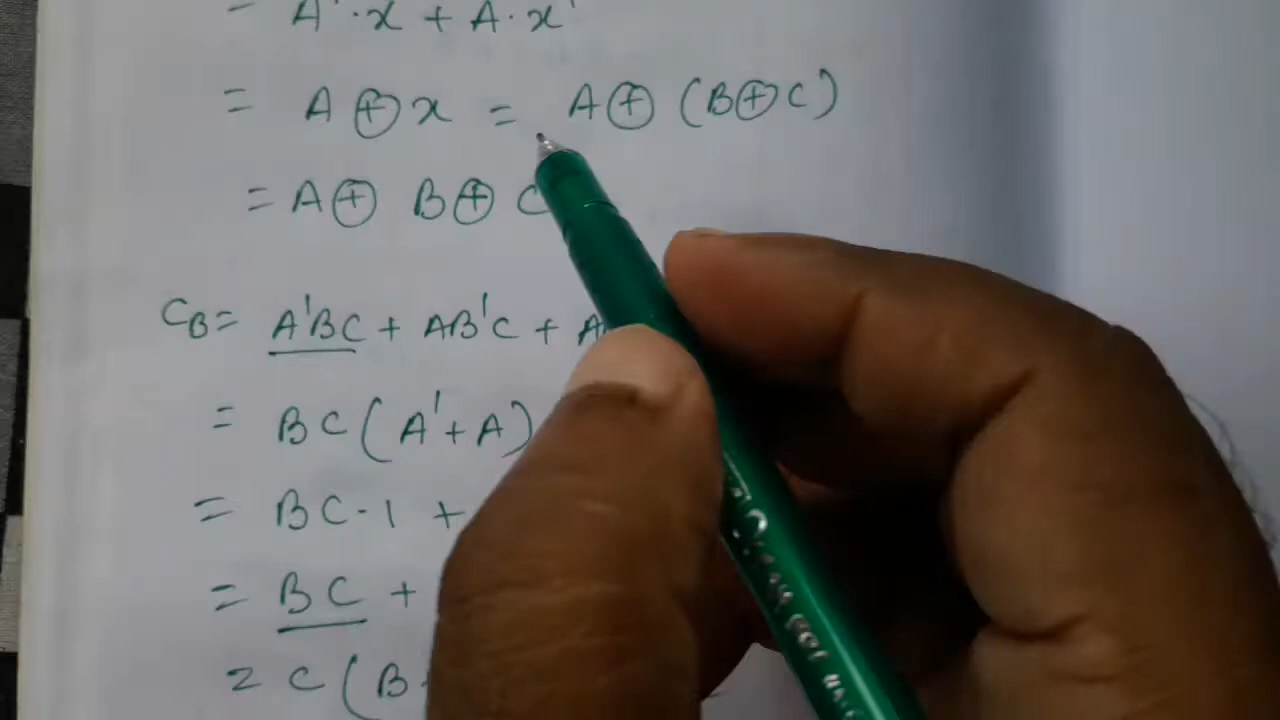 = A'·x + A·x'
= A ⊕ x = A ⊕ (B ⊕ C)
= A ⊕ B ⊕ C
C_B = A'BC + AB'C + A
= BC(A' + A)
= BC·1 +
= BC +
= C(B